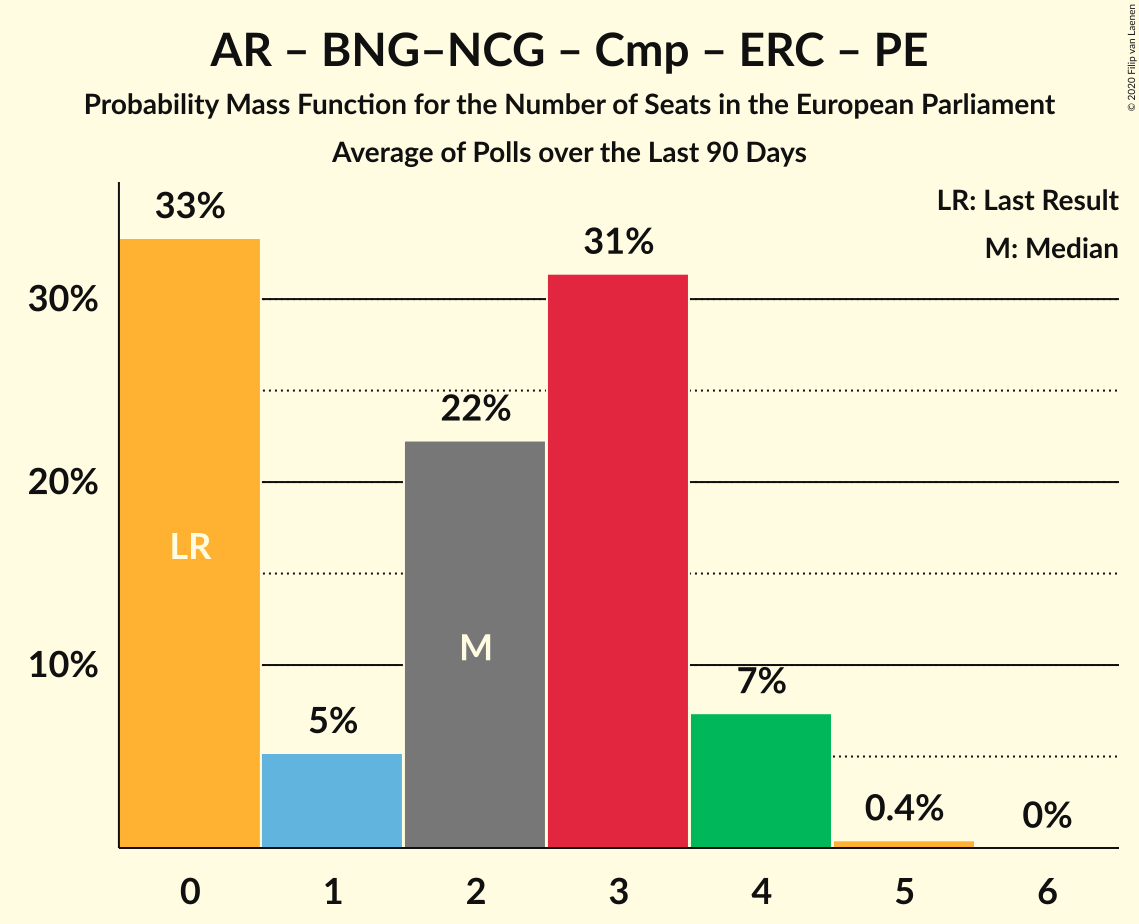 AR – BNG–NCG – Cmp – ERC – PE
Probability Mass Function for the Number of Seats in the European Parliament
Average of Polls over the Last 90 Days
© 2020 Filip van Laenen
LR: Last Result
M: Median
33%
31%
30%
22%
20%
LR
M
10%
7%
5%
0.4%
0%
0 1 2 3 4 5 6